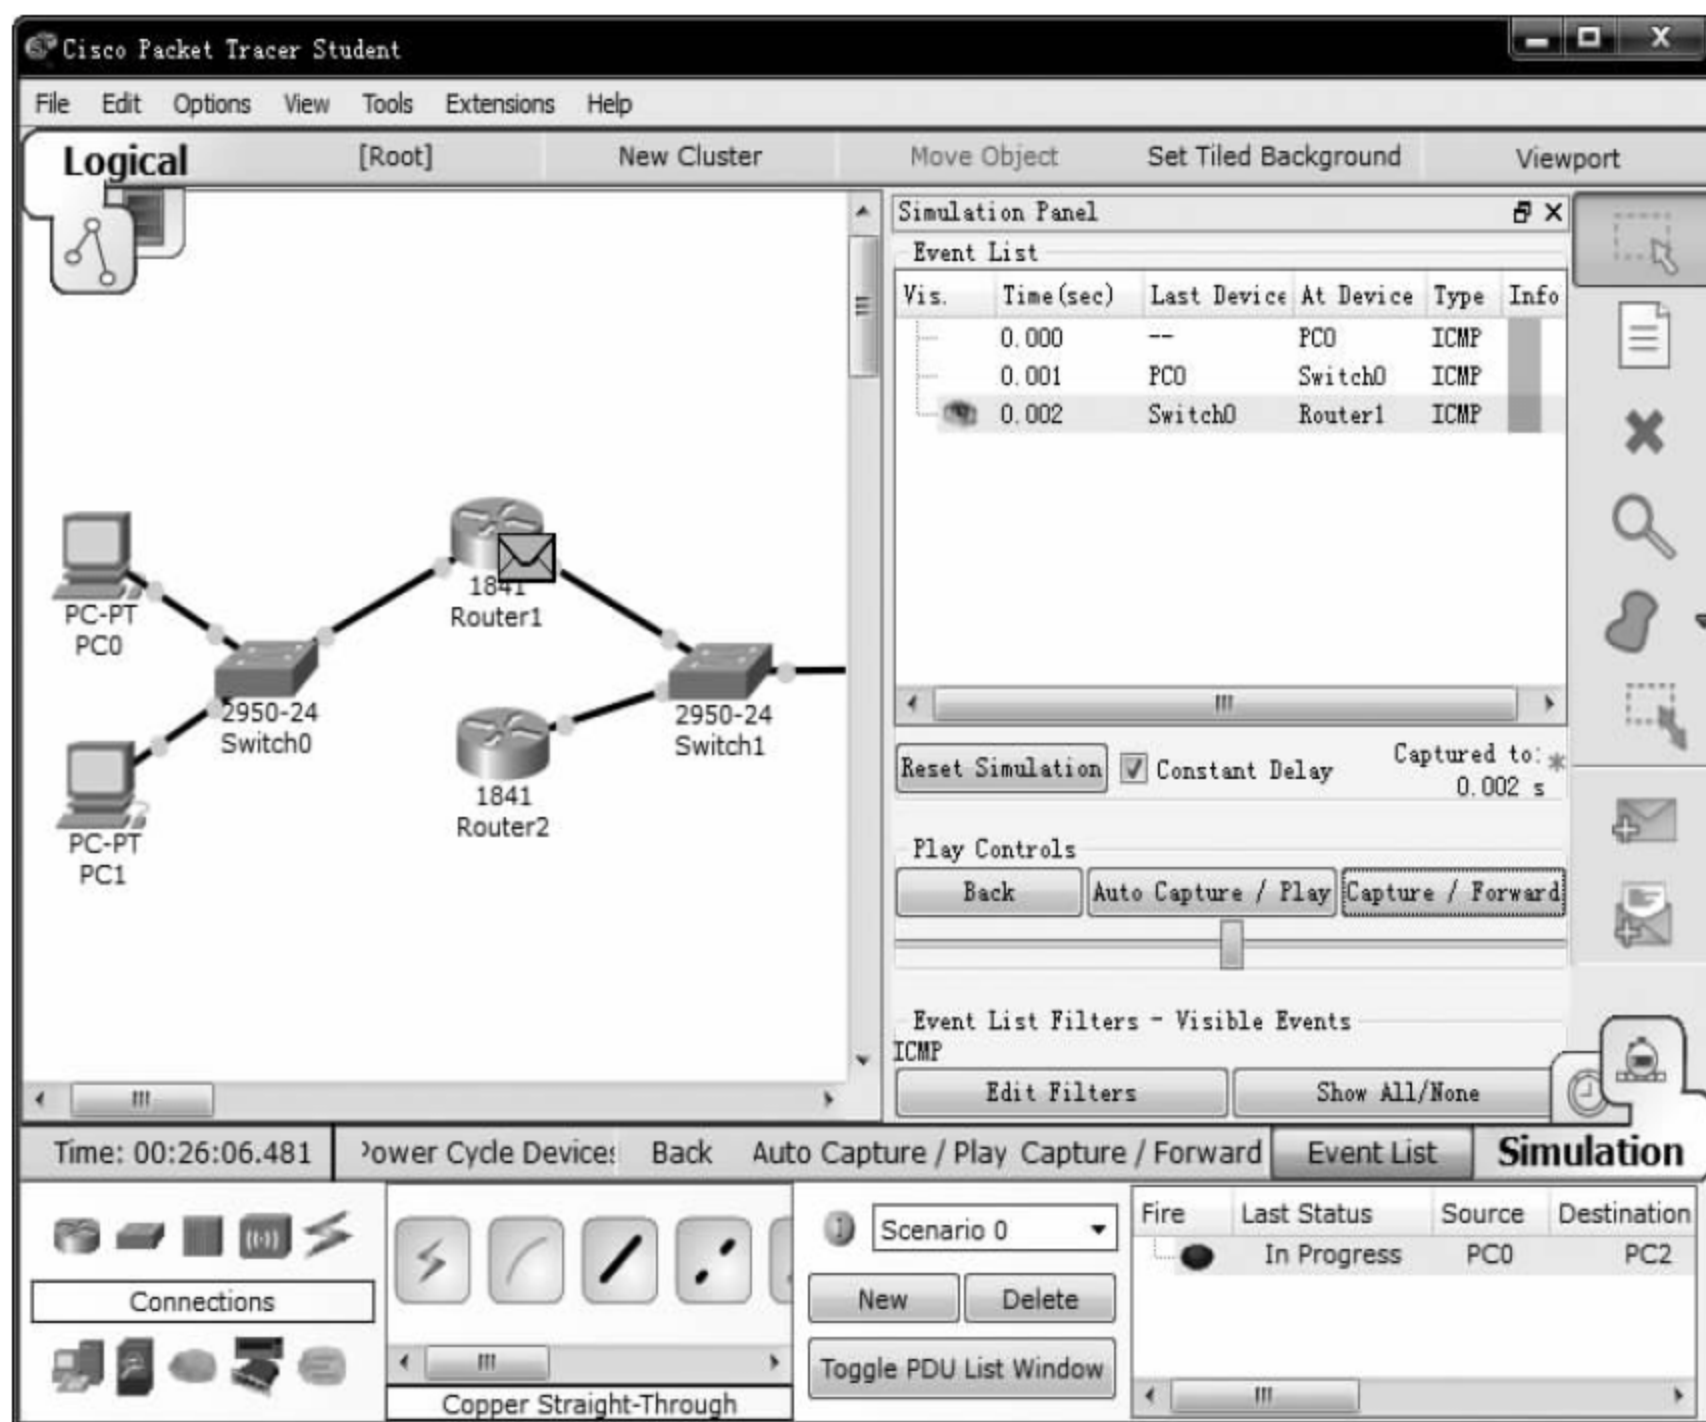 Cisco Packet Tracer Student
File Edit Options View Tools Extensions Help
Logical [Root] New Cluster Move Object Set Tiled Background Viewport
Simulation Panel
Event List
Vis. Time(sec) Last Device At Device Type Info
0.000 -- PC0 ICMP
0.001 PC0 Switch0 ICMP
0.002 Switch0 Router1 ICMP
1841
Router1
PC-PT
PC0
2950-24
Switch0
2950-24
Switch1
1841
Router2
PC-PT
PC1
Reset Simulation Constant Delay Captured to: *
0.002 s
Play Controls
Back Auto Capture / Play Capture / Forward
Event List Filters - Visible Events
ICMP
Edit Filters Show All/None
Time: 00:26:06.481 Power Cycle Devices Back Auto Capture / Play Capture / Forward Event List Simulation
Connections
Copper Straight-Through
Scenario 0
New Delete
Toggle PDU List Window
Fire Last Status Source Destination
In Progress PC0 PC2